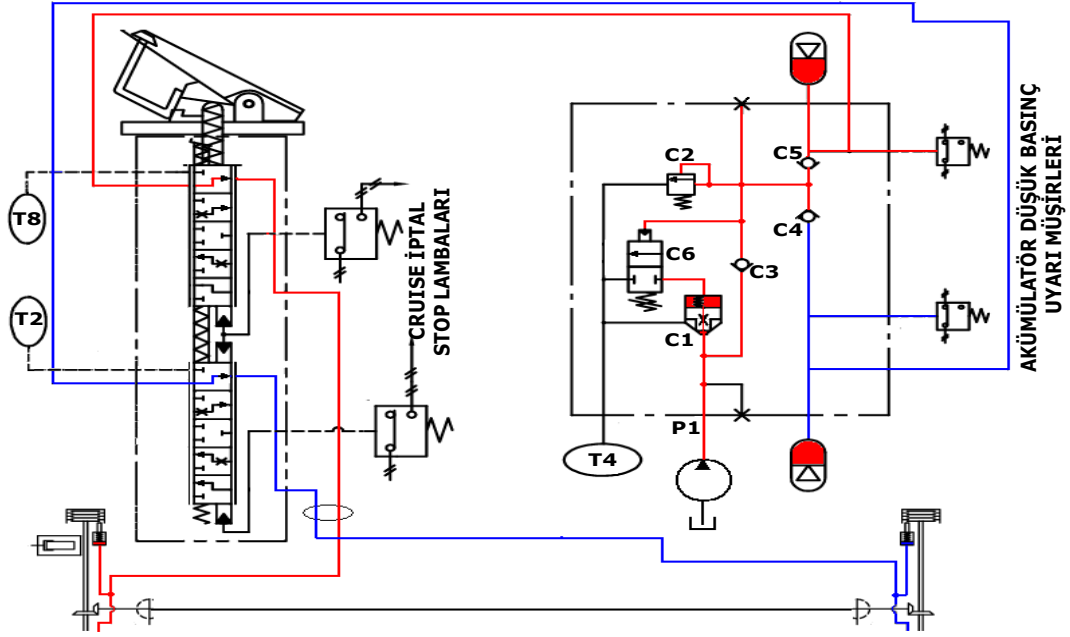 T8
T2
CRUISE İPTAL
STOP LAMBALARI
C2
C5
C4
C6
C3
C1
P1
T4
AKÜMÜLATÖR DÜŞÜK BASINÇ
UYARI MÜŞİRLERİ